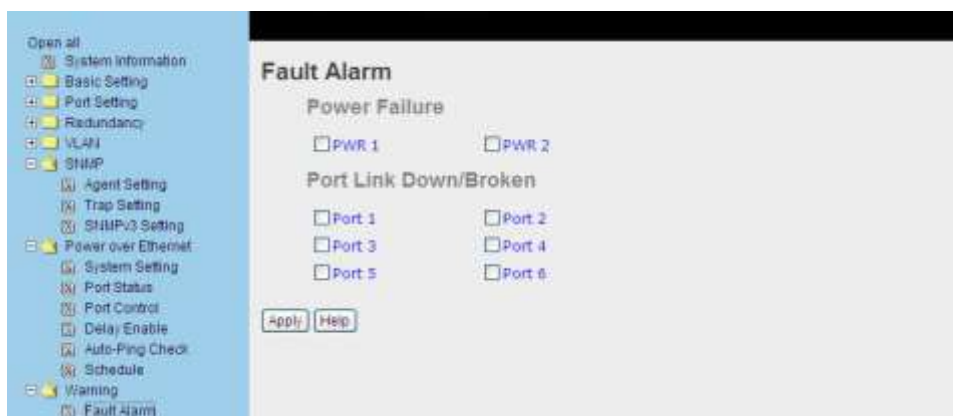 Open all
System Information
Basic Setting
Port Setting
Redundancy
VLAN
SNMP
Agent Setting
Trap Setting
SNMPv3 Setting
Power over Ethernet
System Setting
Port Status
Port Control
Delay Enable
Auto-Ping Check
Schedule
Warning
Fault Alarm
Fault Alarm
Power Failure
PWR 1 PWR 2
Port Link Down/Broken
Port 1 Port 2
Port 3 Port 4
Port 5 Port 6
Apply Help